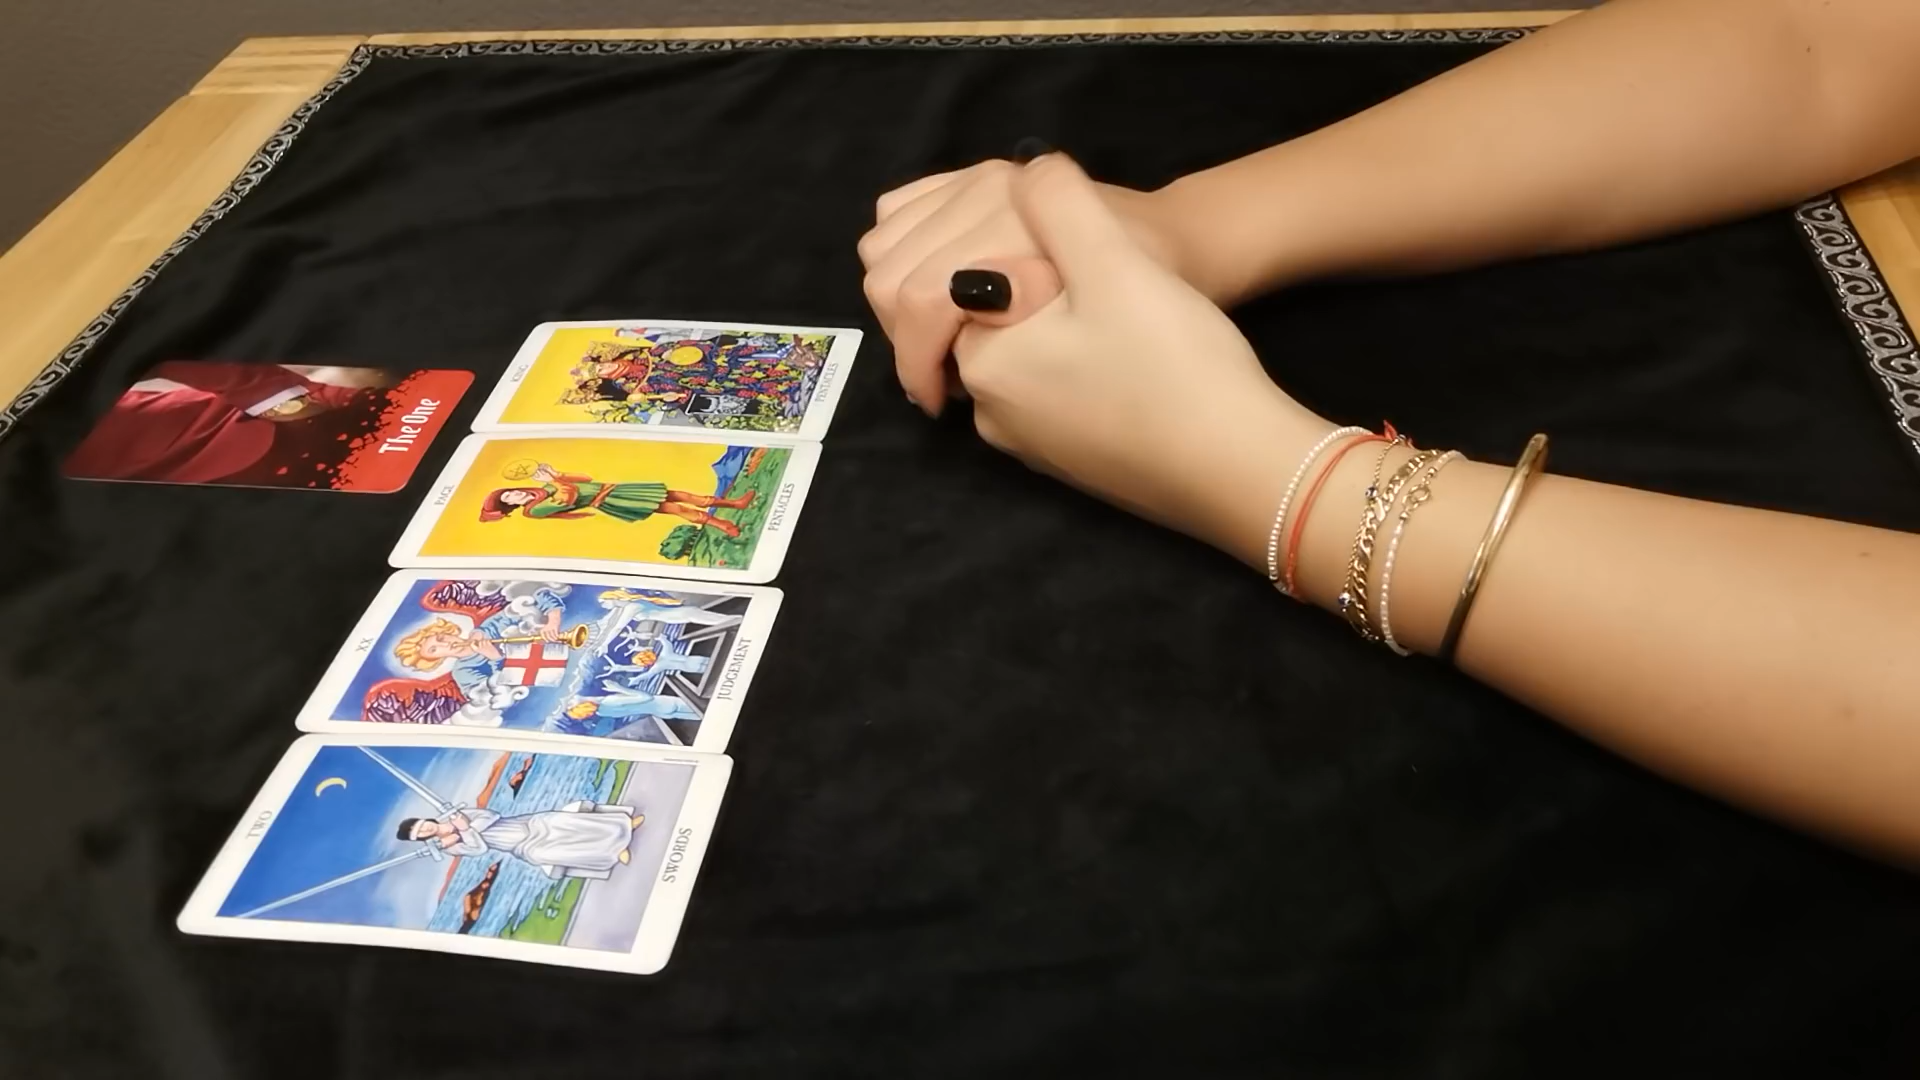 The One
KING
PENTACLES
PAGE
PENTACLES
XX
JUDGEMENT
TWO
SWORDS